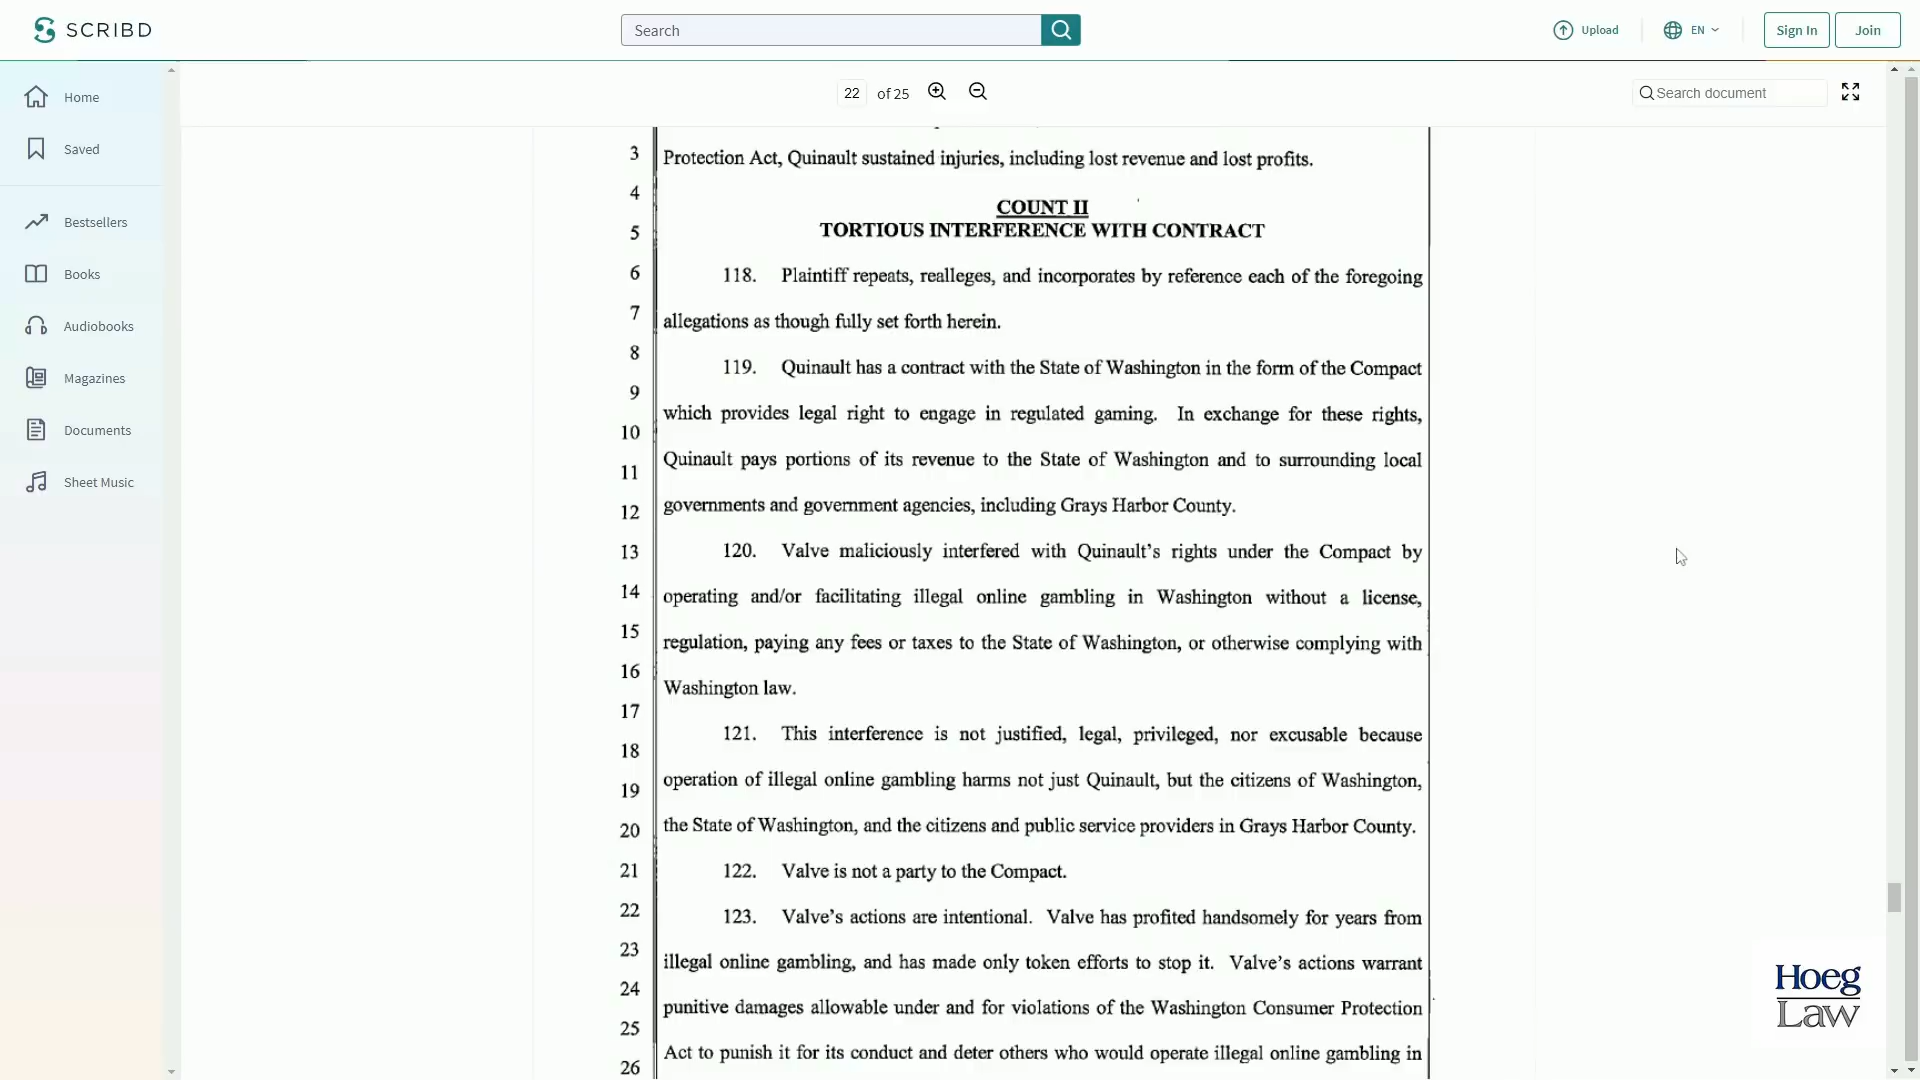 SCRIBD
Search
Upload
EN
Sign In
Join
Home
Saved
Bestsellers
Books
Audiobooks
Magazines
Documents
Sheet Music
22 of 25
Search document
3 Protection Act, Quinault sustained injuries, including lost revenue and lost profits.
4
COUNT II
5 TORTIOUS INTERFERENCE WITH CONTRACT
6 118. Plaintiff repeats, realleges, and incorporates by reference each of the foregoing
7 allegations as though fully set forth herein.
8 119. Quinault has a contract with the State of Washington in the form of the Compact
9 which provides legal right to engage in regulated gaming. In exchange for these rights,
10
11 Quinault pays portions of its revenue to the State of Washington and to surrounding local
12 governments and government agencies, including Grays Harbor County.
13 120. Valve maliciously interfered with Quinault's rights under the Compact by
14 operating and/or facilitating illegal online gambling in Washington without a license,
15 regulation, paying any fees or taxes to the State of Washington, or otherwise complying with
16 Washington law.
17
18 121. This interference is not justified, legal, privileged, nor excusable because
19 operation of illegal online gambling harms not just Quinault, but the citizens of Washington,
20 the State of Washington, and the citizens and public service providers in Grays Harbor County.
21 122. Valve is not a party to the Compact.
22 123. Valve's actions are intentional. Valve has profited handsomely for years from
23 illegal online gambling, and has made only token efforts to stop it. Valve's actions warrant
24 punitive damages allowable under and for violations of the Washington Consumer Protection
25
26 Act to punish it for its conduct and deter others who would operate illegal online gambling in
Hoeg
Law